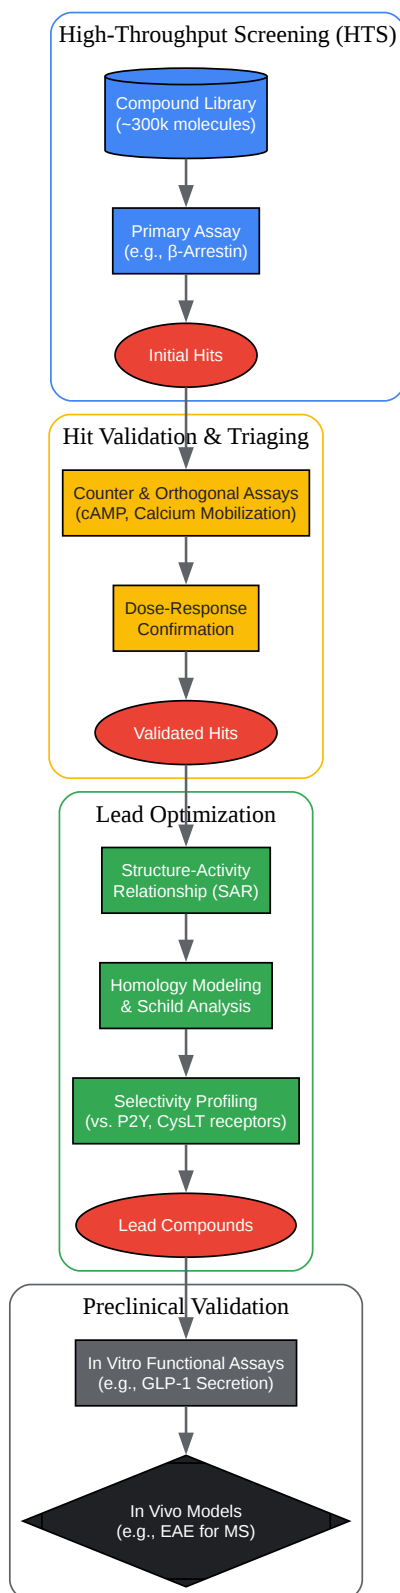 High-Throughput Screening (HTS)
Compound Library
(~300k molecules)
Primary Assay
(e.g., β-Arrestin)
Initial Hits
Hit Validation & Triaging
Counter & Orthogonal Assays
(cAMP, Calcium Mobilization)
Dose-Response
Confirmation
Validated Hits
Lead Optimization
Structure-Activity
Relationship (SAR)
Homology Modeling
& Schild Analysis
Selectivity Profiling
(vs. P2Y, CysLT receptors)
Lead Compounds
Preclinical Validation
In Vitro Functional Assays
(e.g., GLP-1 Secretion)
In Vivo Models
(e.g., EAE for MS)